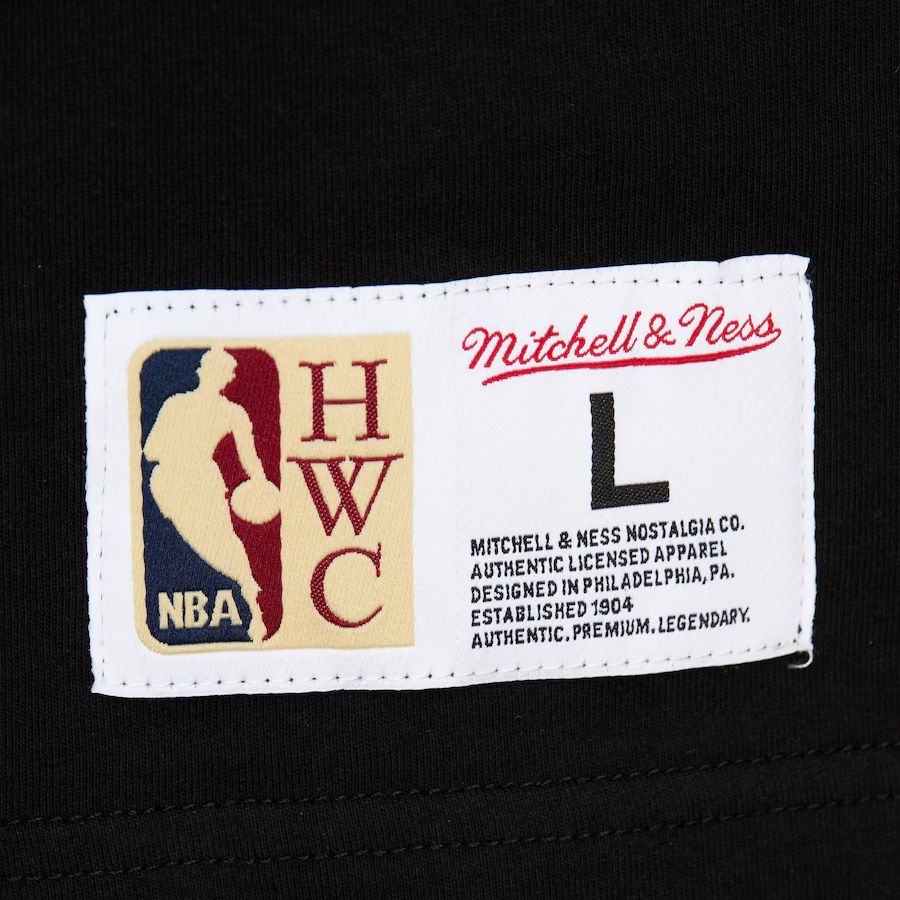 NBA
H
W
C
Mitchell & Ness
L
MITCHELL & NESS NOSTALGIA CO.
AUTHENTIC LICENSED APPAREL
DESIGNED IN PHILADELPHIA, PA.
ESTABLISHED 1904
AUTHENTIC. PREMIUM. LEGENDARY.